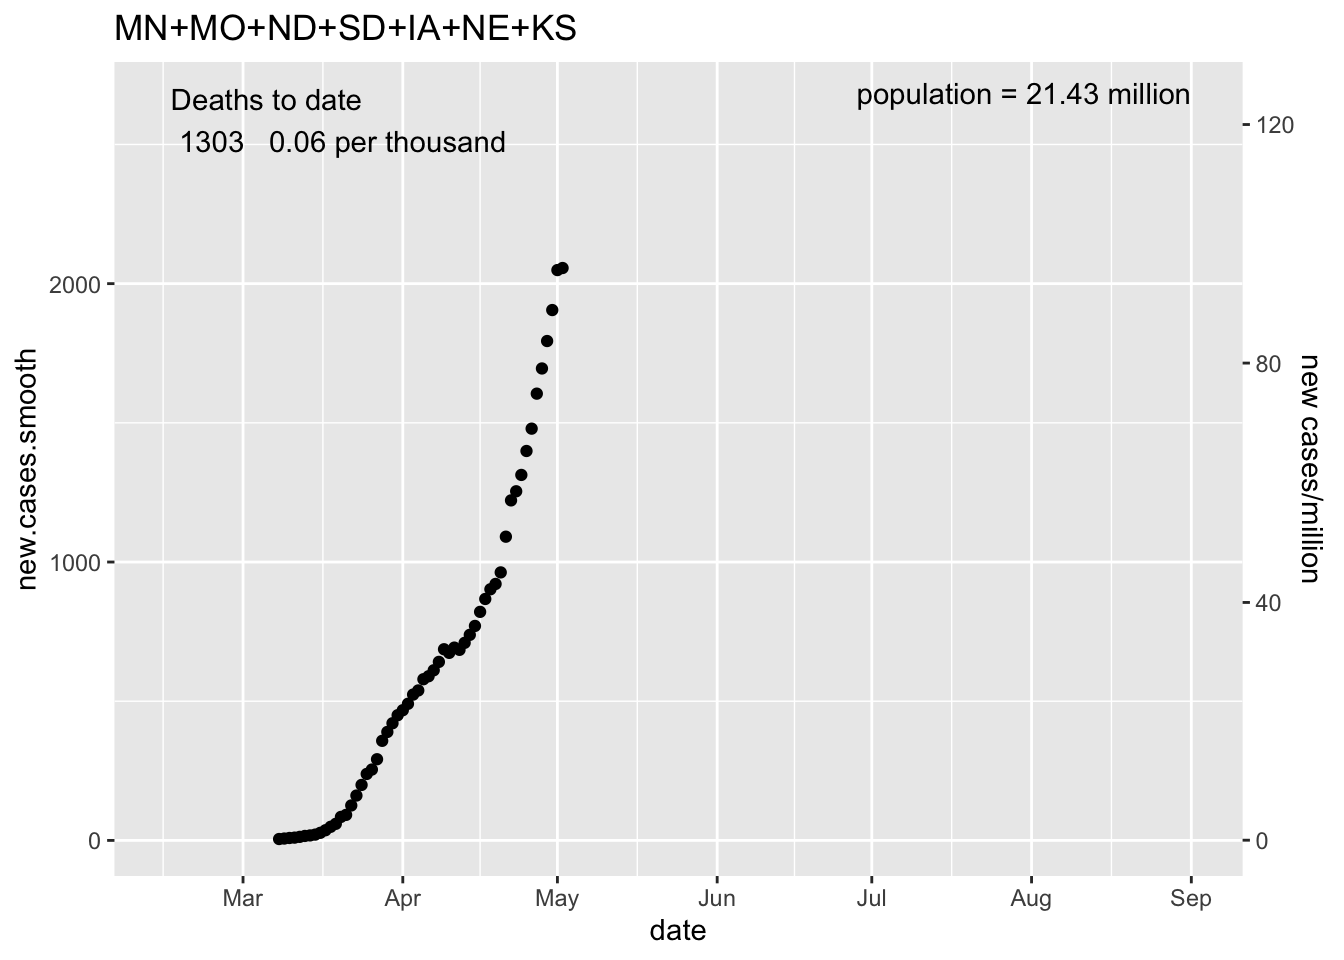 MN+MO+ND+SD+IA+NE+KS
Deaths to date
1303 0.06 per thousand
population = 21.43 million
new.cases.smooth
2000
1000
0
120
80
40
0
new cases/million
Mar Apr May Jun Jul Aug Sep
date